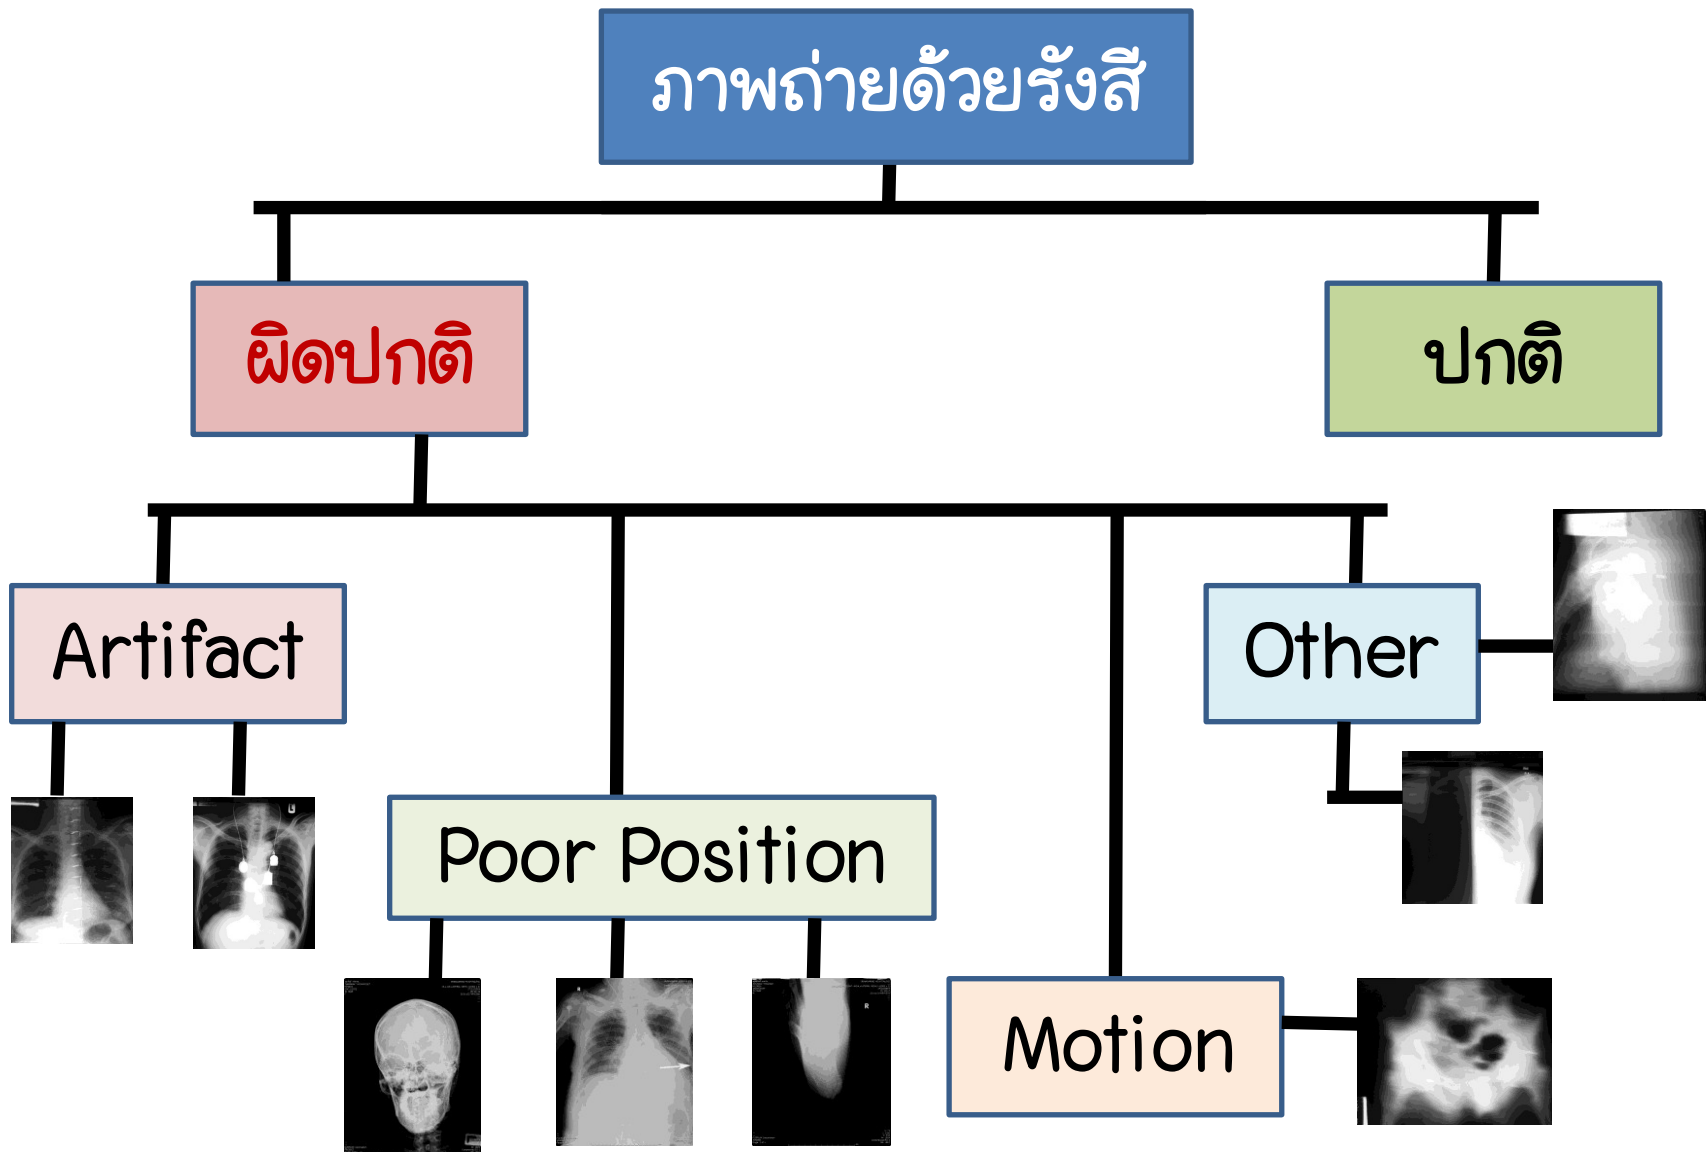 ภาพถ่ายด้วยรังสี
ผิดปกติ
ปกติ
Artifact
Other
Poor Position
Motion
R